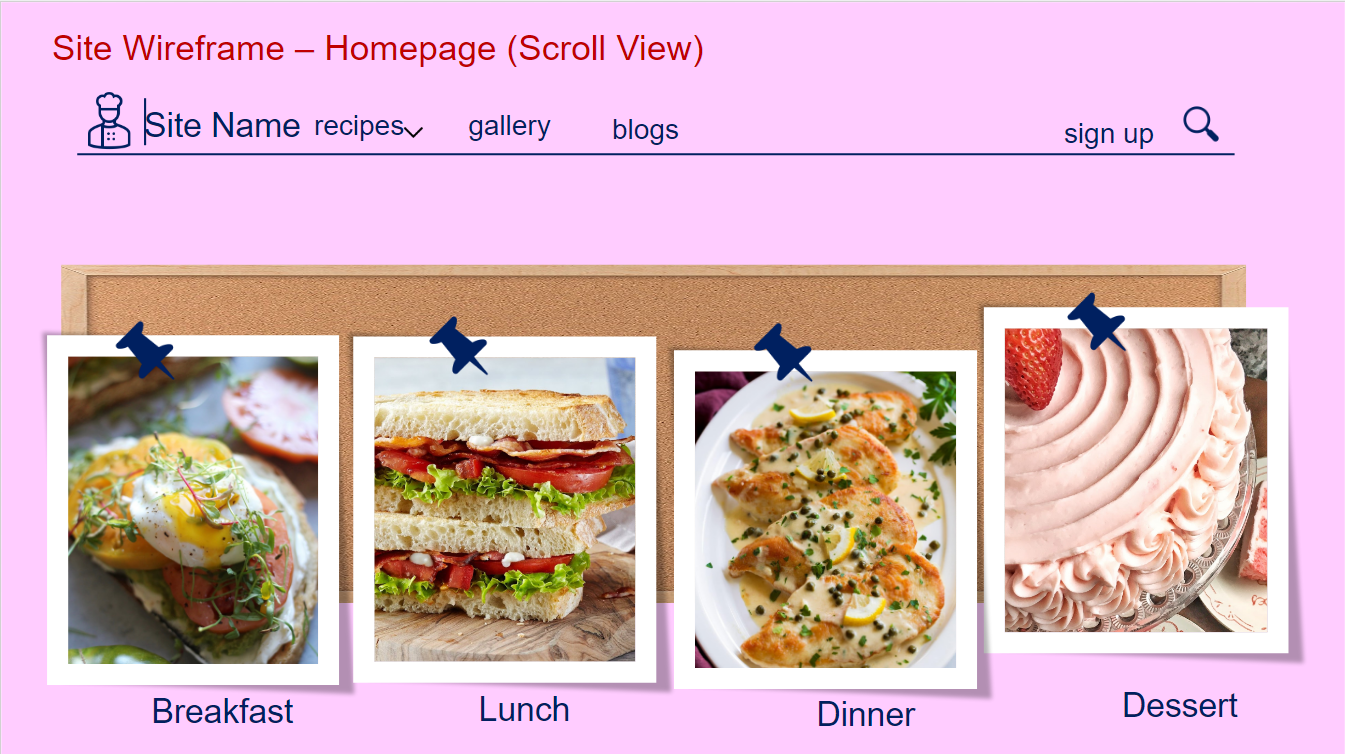 Site Wireframe – Homepage (Scroll View)
Site Name recipes gallery blogs sign up
Breakfast Lunch Dinner Dessert